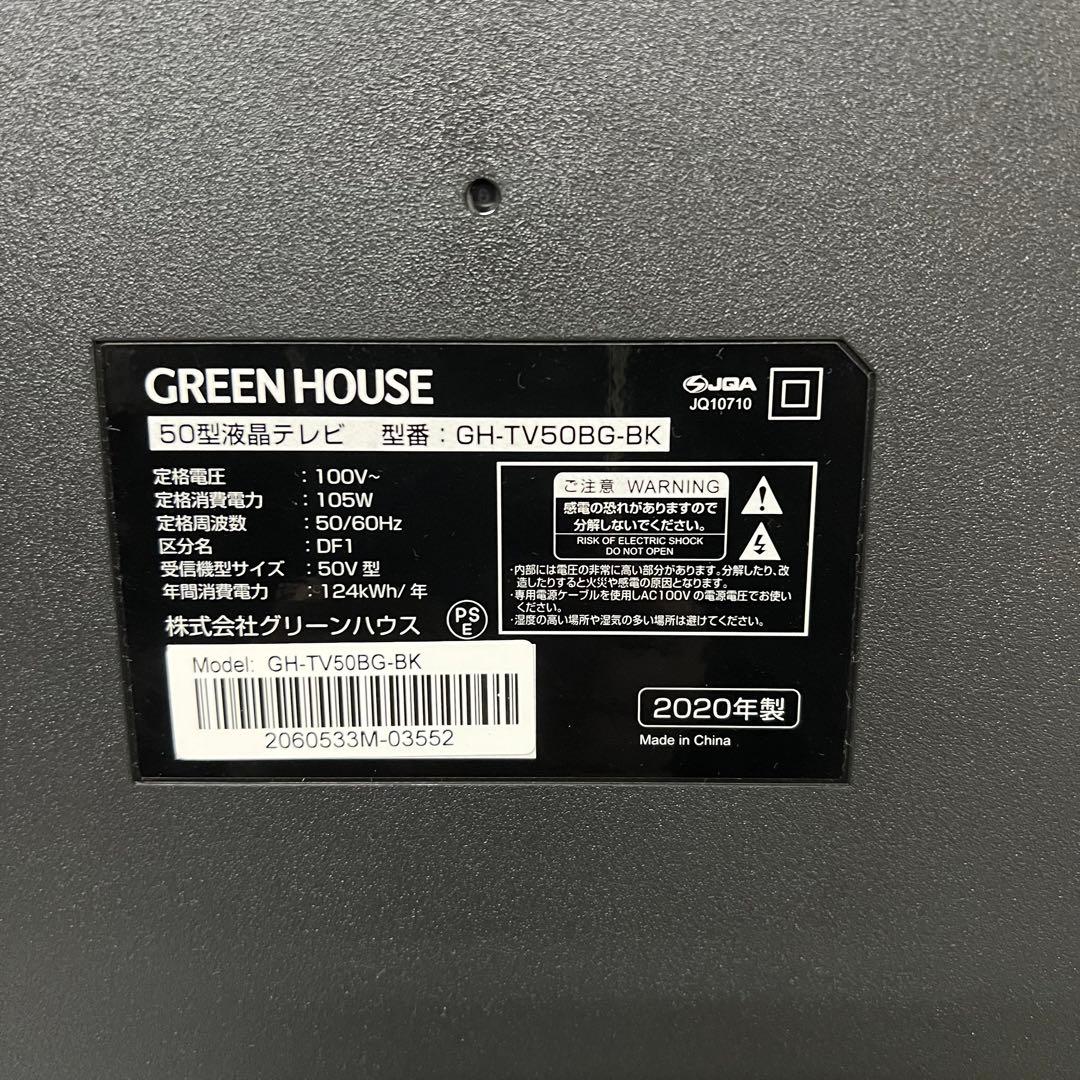 GREEN HOUSE
JQA
JQ10710
50型液晶テレビ 型番：GH-TV50BG-BK
定格電圧 ：100V~
定格消費電力 ：105W
定格周波数 ：50/60Hz
区分名 ：DF1
受信機型サイズ ：50V型
年間消費電力 ：124kWh/年
株式会社グリーンハウス
PS
E
ご注意 WARNING
感電の恐れがありますので
分解しないでください。
RISK OF ELECTRIC SHOCK
DO NOT OPEN
・内部には電圧の非常に高い部分があります。分解したり、改
造したりすると火災や感電の原因となります。
・専用電源ケーブルを使用しAC100Vの電源電圧でお使い
ください。
・湿度の高い場所や湿気の多い場所は避けてください。
Model: GH-TV50BG-BK
2060533M-03552
2020年製
Made in China